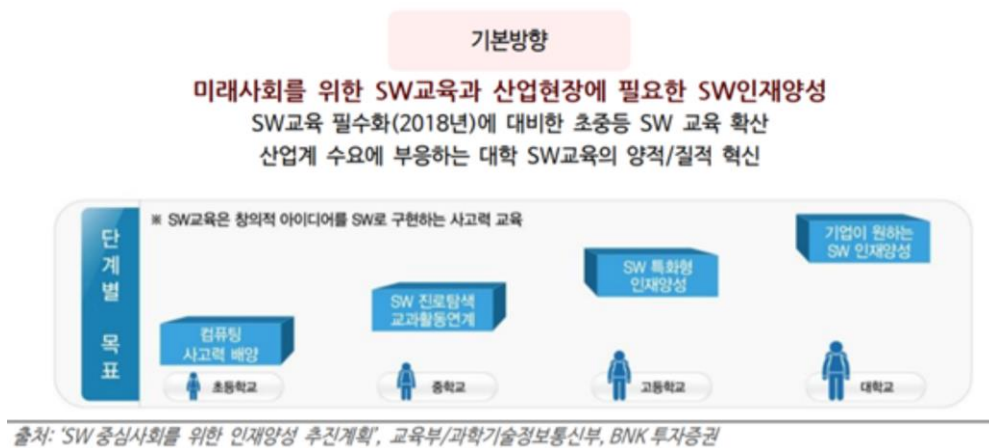 기본방향
미래사회를 위한 SW교육과 산업현장에 필요한 SW인재양성
SW교육 필수화(2018년)에 대비한 초중등 SW 교육 확산
산업계 수요에 부응하는 대학 SW교육의 양적/질적 혁신
단계별 목표
※ SW교육은 창의적 아이디어를 SW로 구현하는 사고력 교육
컴퓨팅
사고력 배양
초등학교
SW 진로탐색
교과활동연계
중학교
SW 특화형
인재양성
고등학교
기업이 원하는
SW 인재양성
대학교
출처: 'SW 중심사회를 위한 인재양성 추진계획', 교육부/과학기술정보통신부, BNK 투자증권